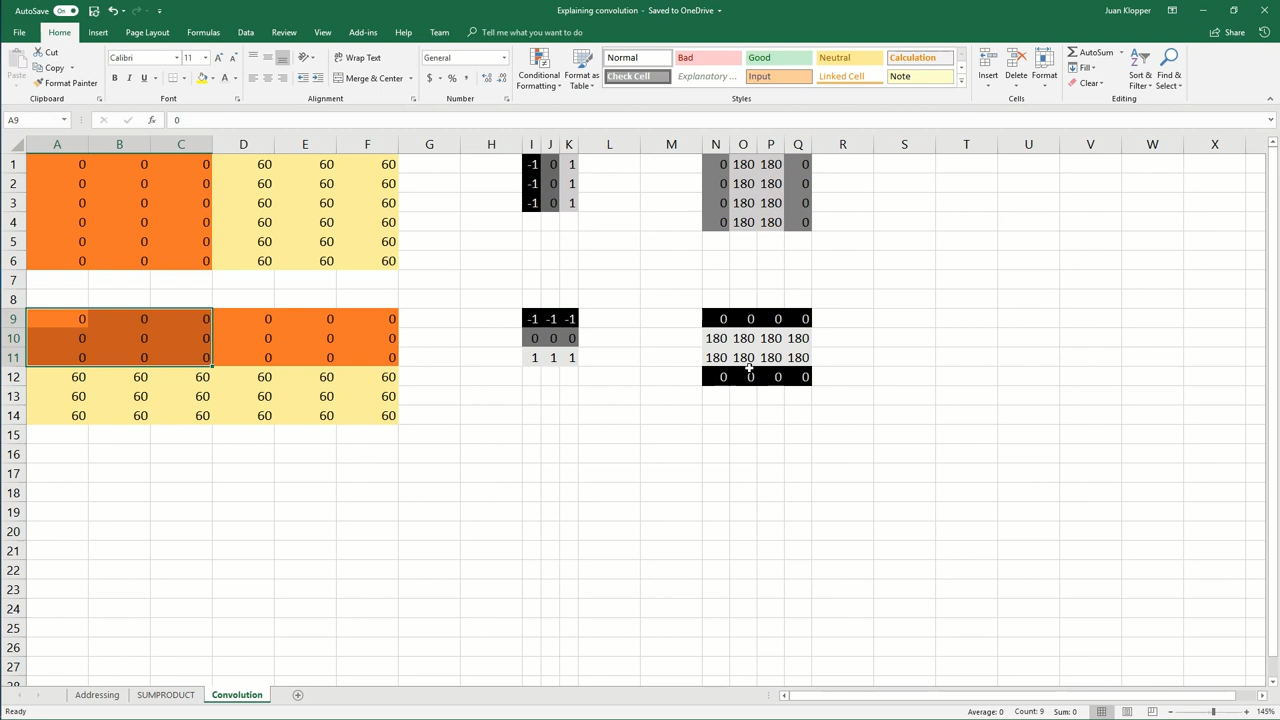 AutoSave On Explaining convolution - Saved to OneDrive Juan Klopper
File Home Insert Page Layout Formulas Data Review View Add-ins Help Team Tell me what you want to do Share
Paste Cut Copy Format Painter Clipboard
Calibri 11 B I U A Font
Wrap Text Merge & Center Alignment
General $ % , Number
Conditional Formatting Format as Table
Normal Bad Good Neutral Calculation
Check Cell Explanatory ... Input Linked Cell Note
Styles
Insert Delete Format Cells
AutoSum Fill Clear Sort & Filter Find & Select Editing
A9 fx 0
A B C D E F G H I J K L M N O P Q R S T U V W X
1 0 0 0 60 60 60 -1 0 1 0 180 180 0
2 0 0 0 60 60 60 -1 0 1 0 180 180 0
3 0 0 0 60 60 60 -1 0 1 0 180 180 0
4 0 0 0 60 60 60 0 180 180 0
5 0 0 0 60 60 60
6 0 0 0 60 60 60
7
8
9 0 0 0 0 0 0 -1 -1 -1 0 0 0 0
10 0 0 0 0 0 0 0 0 0 180 180 180 180
11 0 0 0 0 0 0 1 1 1 180 180 180 180
12 60 60 60 60 60 60 0 0 0 0
13 60 60 60 60 60 60
14 60 60 60 60 60 60
15
16
17
18
19
20
21
22
23
24
25
26
27
28
Addressing SUMPRODUCT Convolution
Ready Average: 0 Count: 9 Sum: 0 145%